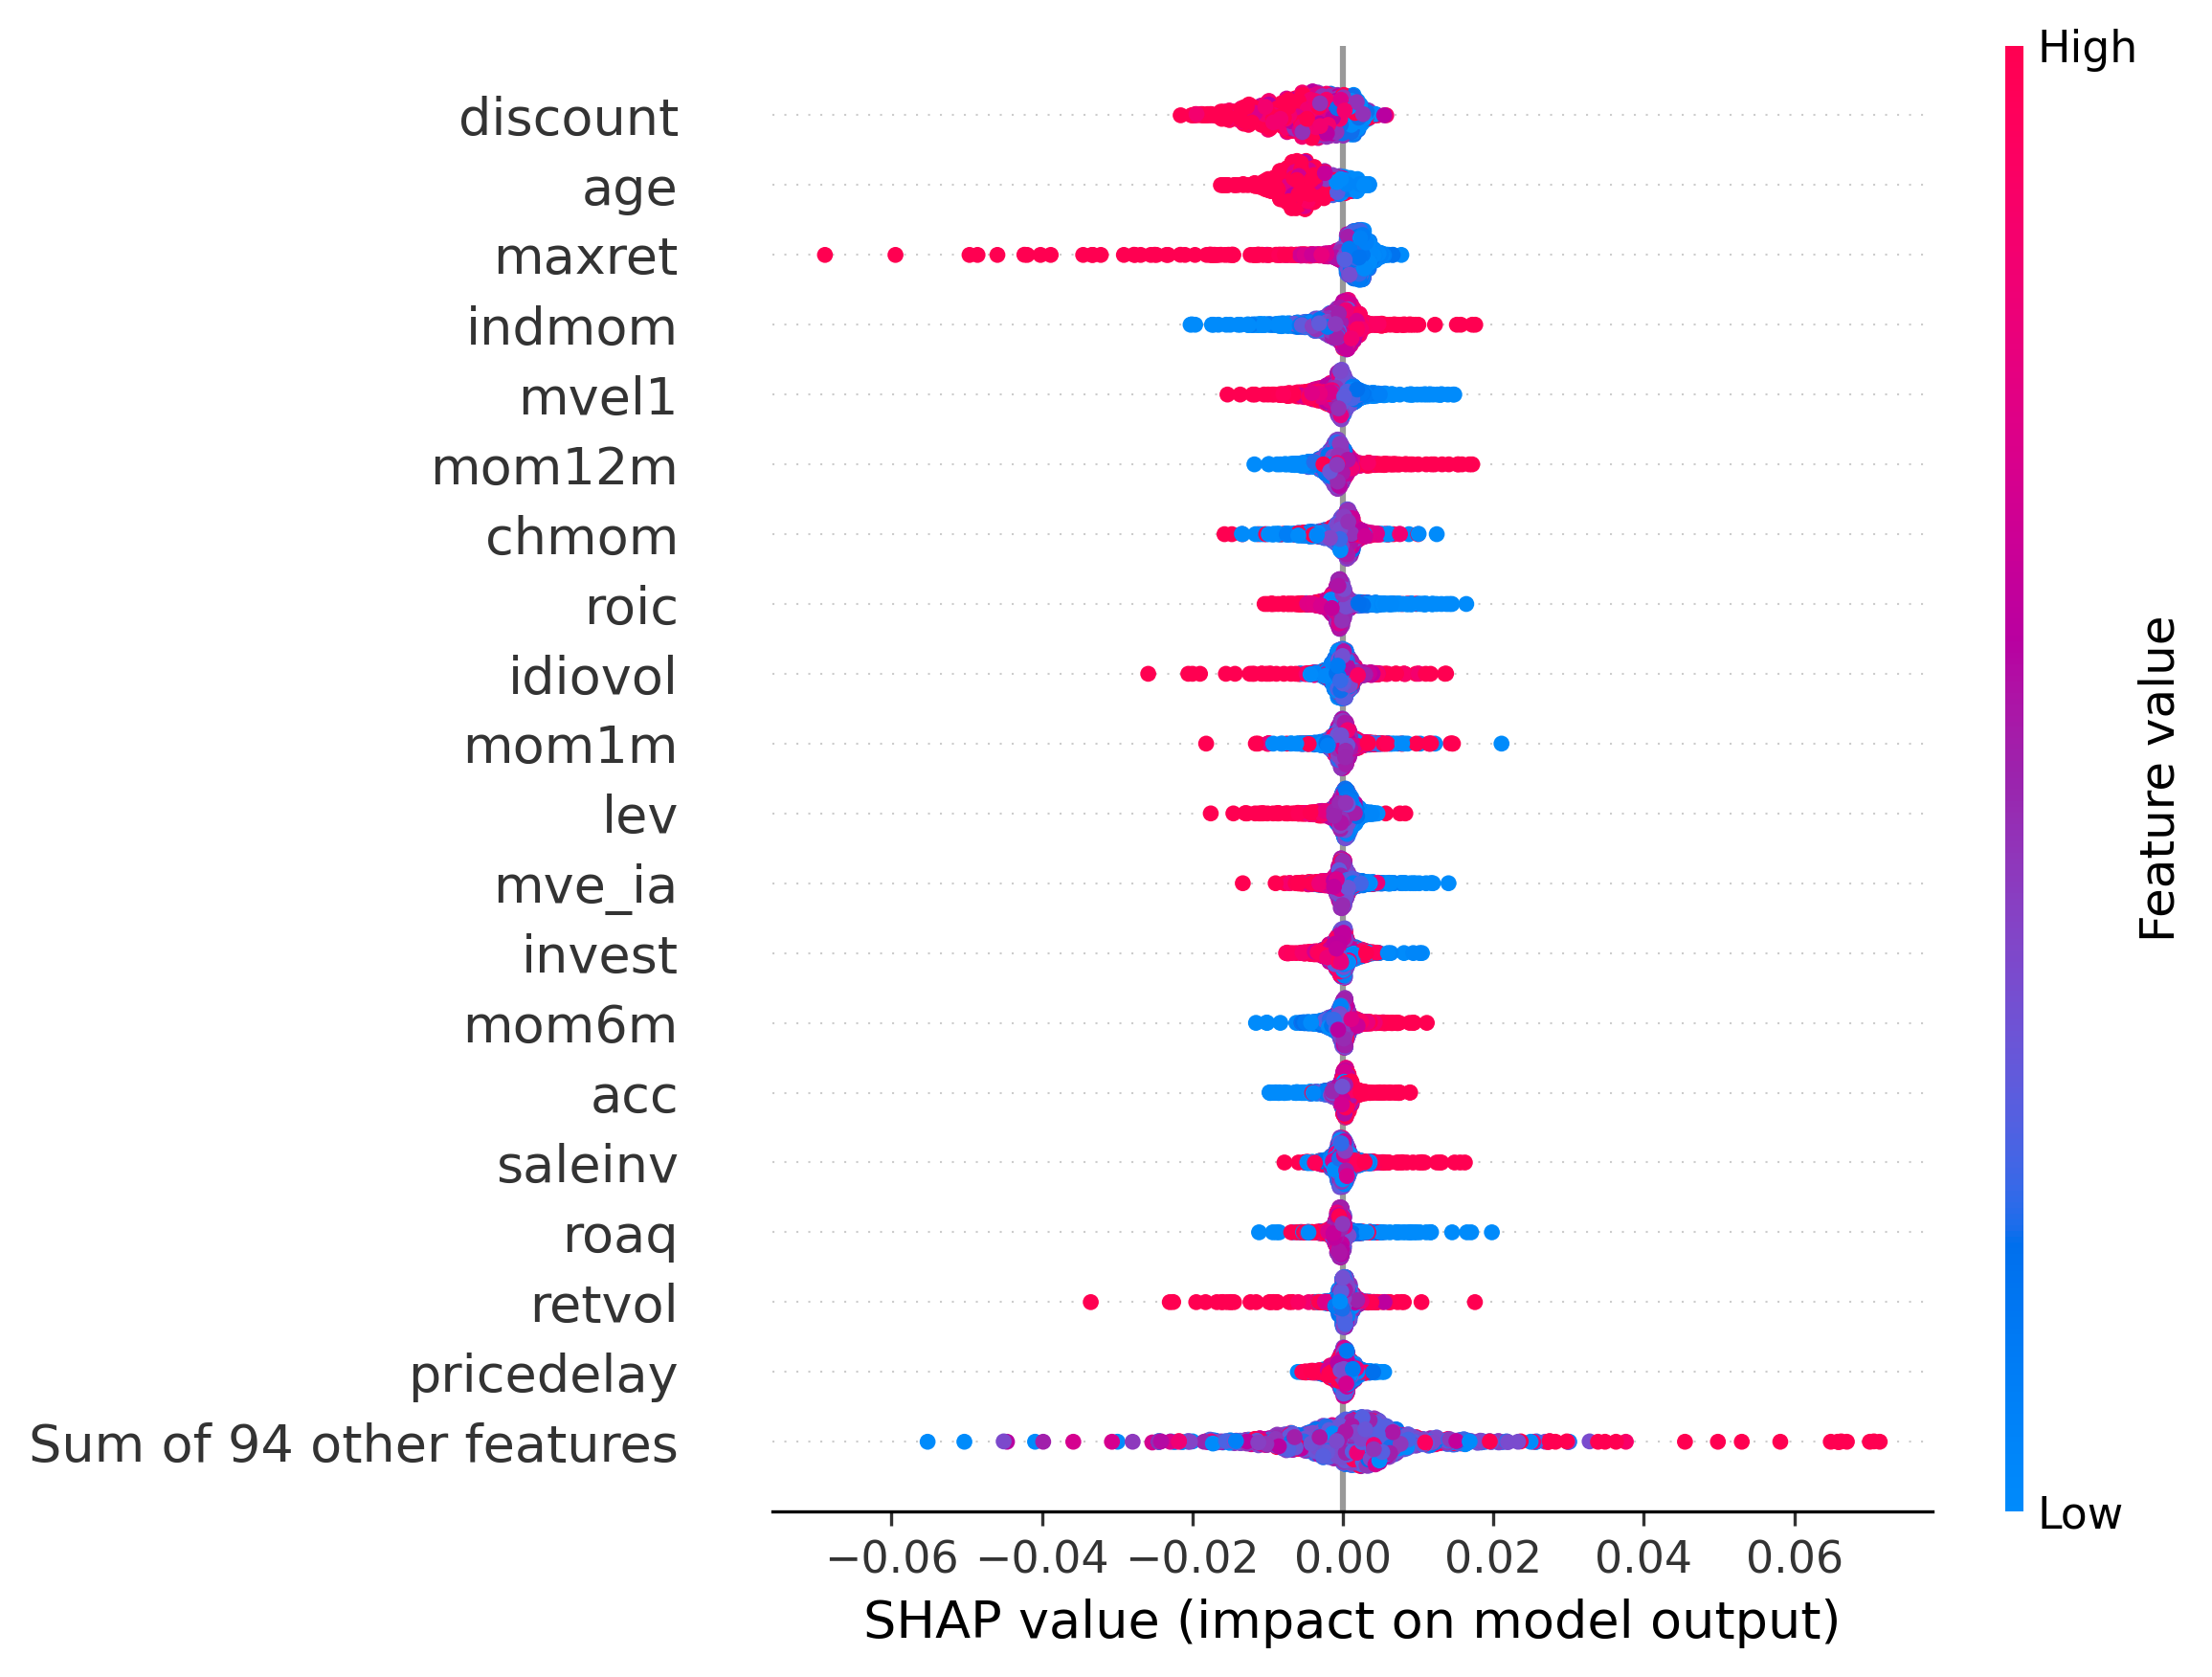 High
discount
age
maxret
indmom
mvel1
mom12m
chmom
roic
idiovol
mom1m
lev
mve_ia
invest
mom6m
acc
saleinv
roaq
retvol
pricedelay
Sum of 94 other features
Feature value
Low
−0.06 −0.04 −0.02 0.00 0.02 0.04 0.06
SHAP value (impact on model output)